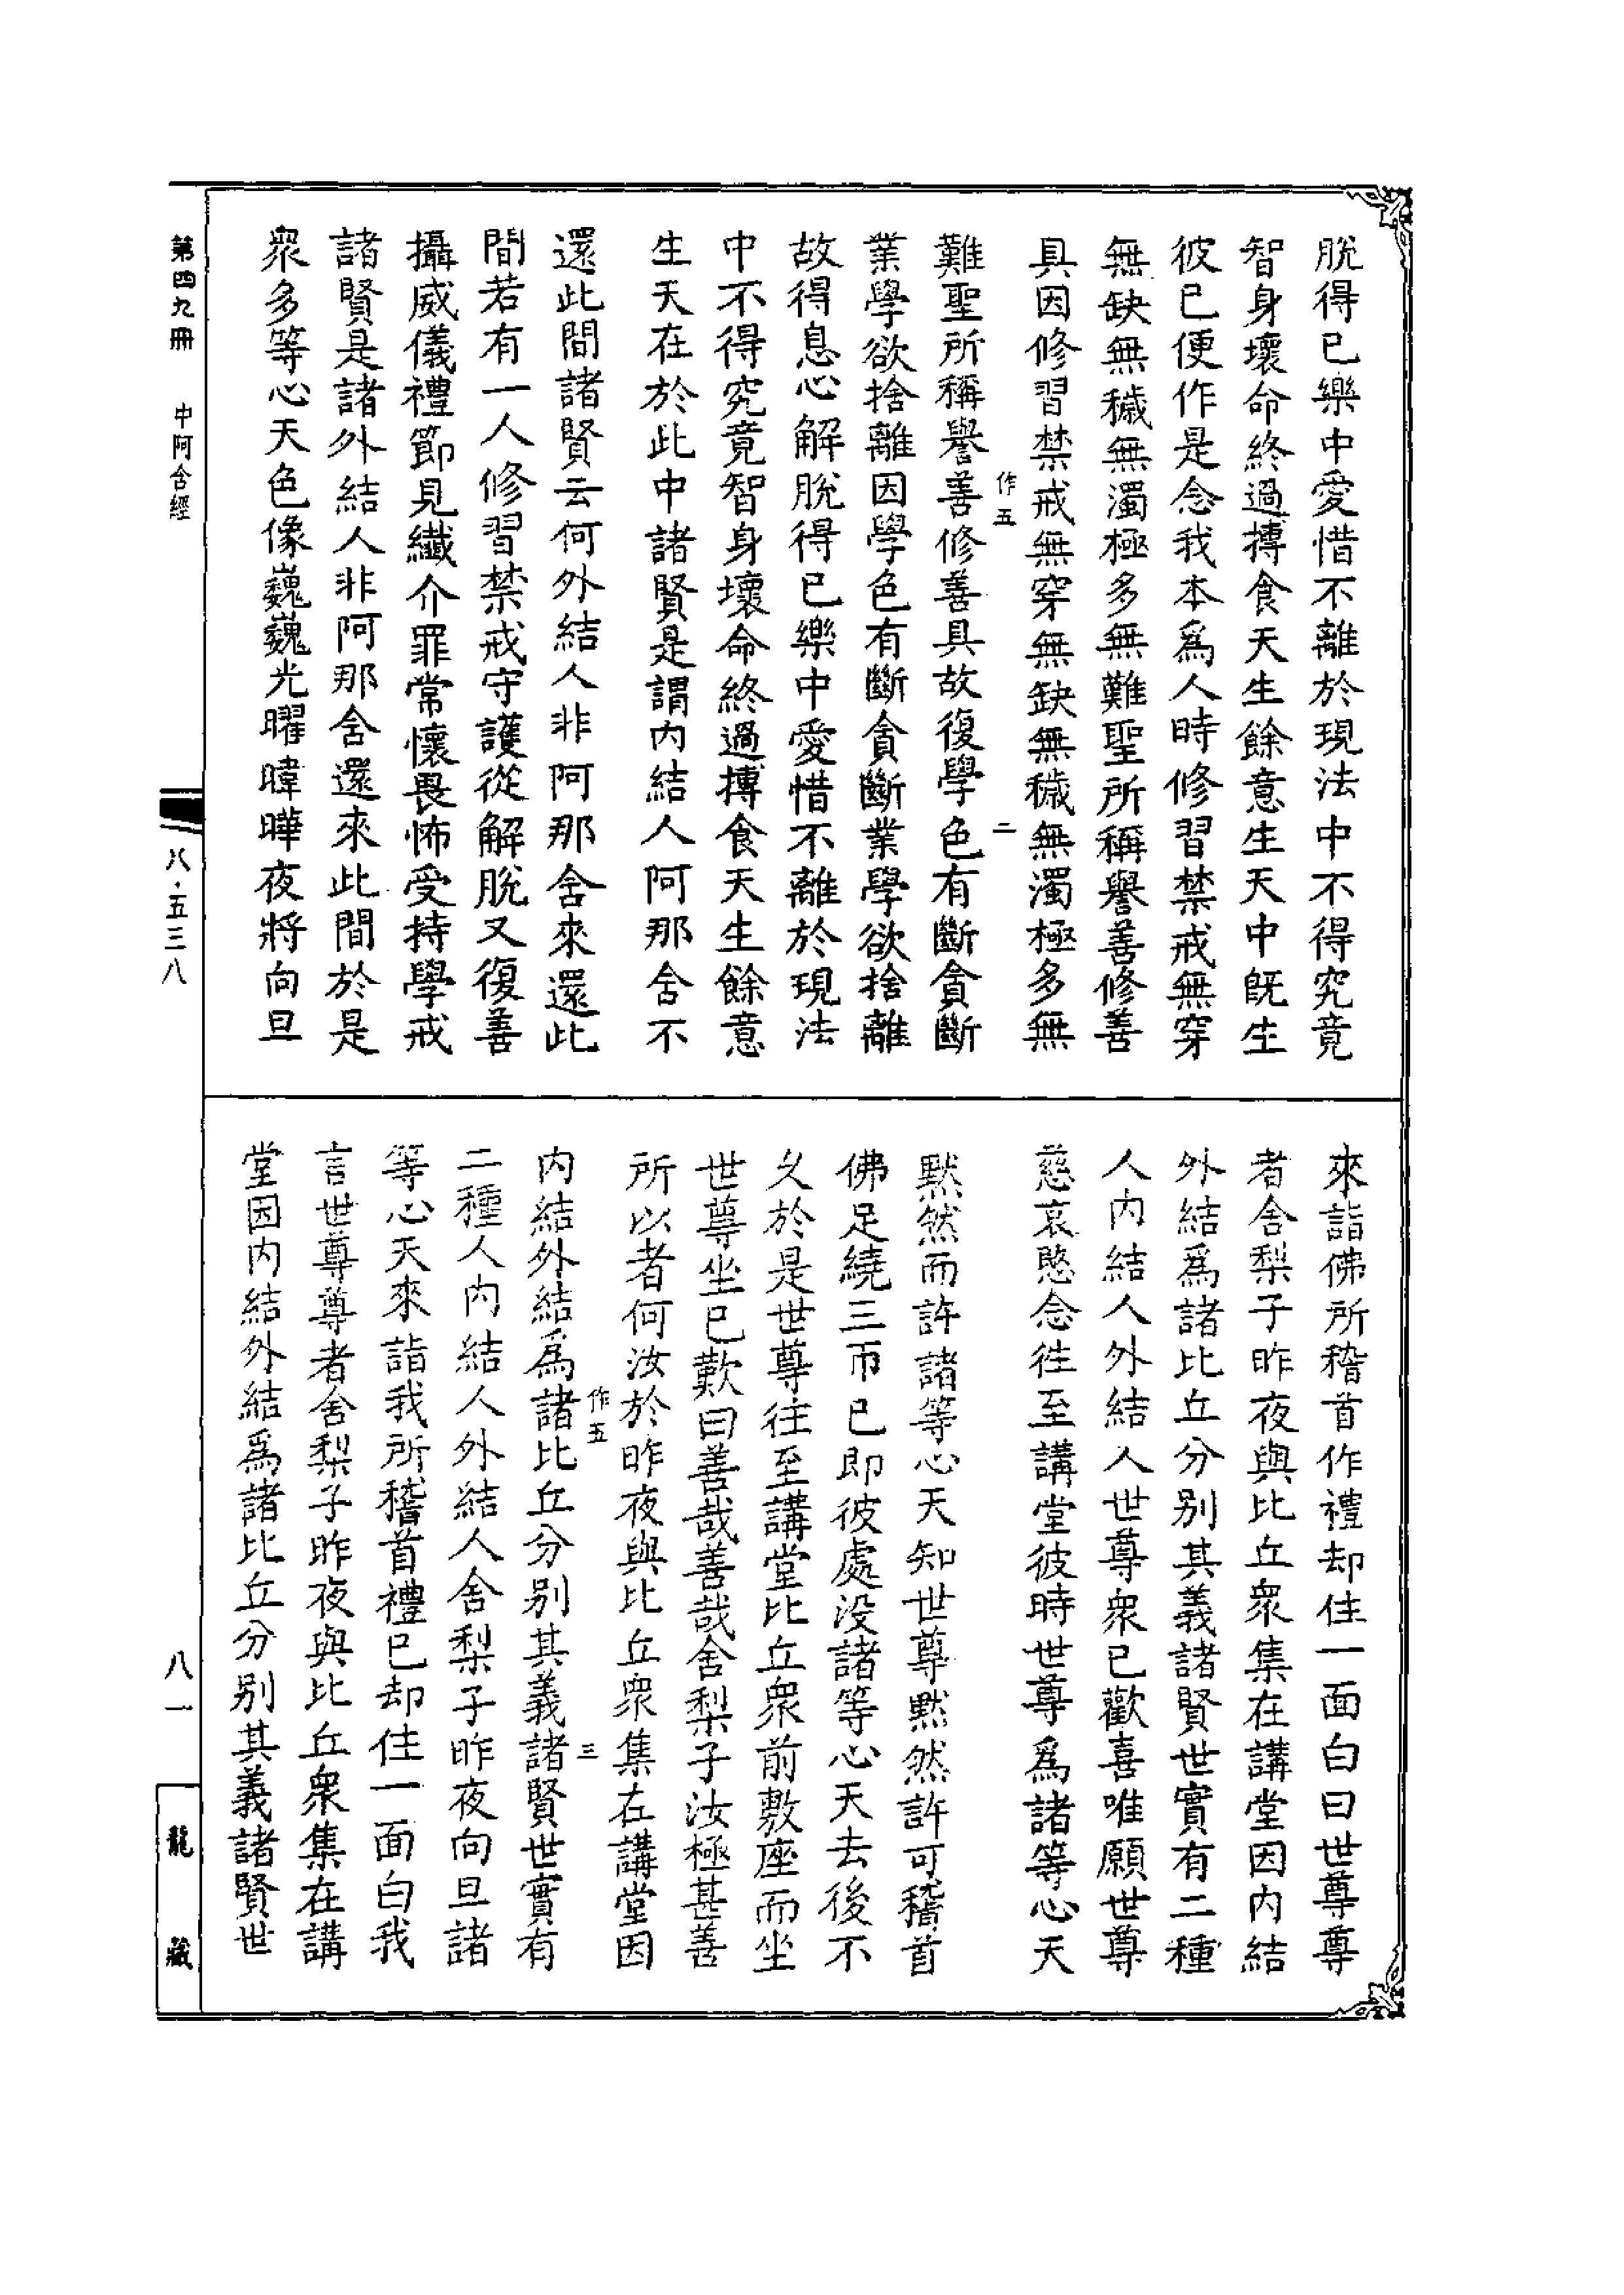 脫得已樂中愛惜不離於現法中不得究竟
智身壞命終過摶食天生餘意生天中既生
彼已便作是念我本爲人時修習禁戒無穿
無缺無穢無濁極多無難聖所稱譽善修善
具因修習禁戒無穿無缺無穢無濁極多無
作五 二
難聖所稱譽善修善具故復學色有斷貪斷
業學欲捨離因學色有斷貪斷業學欲捨離
故得息心解脫得已樂中愛惜不離於現法
中不得究竟智身壞命終過摶食天生餘意
生天在於此中諸賢是謂内結人阿那含不
還此間諸賢云何外結人非阿那含來還此
間若有一人修習禁戒守護從解脫又復善
攝威儀禮節見纎介罪常懷畏怖受持學戒
諸賢是諸外結人非阿那含還來此間於是
衆多等心天色像巍巍光曜暐曄夜將向旦
來詣佛所稽首作禮却住一面白曰世尊尊
者舍梨子昨夜與比丘衆集在講堂因内結
外結爲諸比丘分别其義諸賢世實有二種
人内結人外結人世尊衆已歡喜唯願世尊
慈哀愍念往至講堂彼時世尊爲諸等心天
默然而許諸等心天知世尊默然許可稽首
佛足繞三帀已即彼處没諸等心天去後不
久於是世尊往至講堂比丘衆前敷座而坐
世尊坐已歎曰善哉善哉舍梨子汝極甚善
所以者何汝於昨夜與比丘衆集在講堂因
作五 三
内結外結爲諸比丘分别其義諸賢世實有
二種人内結人外結人舍梨子昨夜向旦諸
等心天來詣我所稽首禮已却住一面白我
言世尊尊者舍梨子昨夜與比丘衆集在講
堂因内結外結爲諸比丘分别其義諸賢世
第四九冊 中阿含經
八·五三八
八一
龍藏